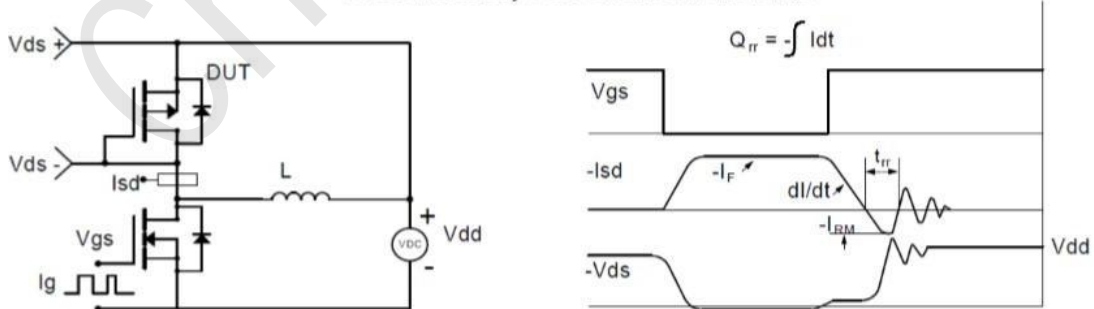 Vds +
DUT
Vds -
Isd
L
Vgs
Ig
+
VDC
-
Vdd
Qrr = -∫ Idt
Vgs
-Isd
-IF
dI/dt
trr
-IRM
Vdd
-Vds